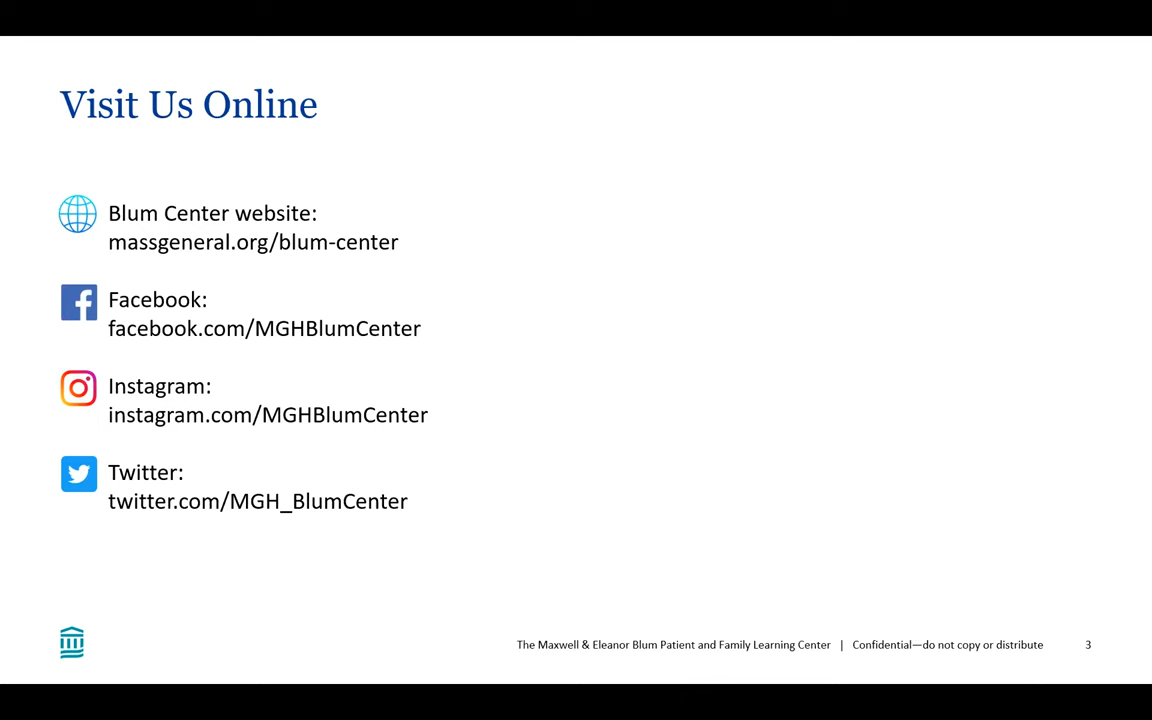 Visit Us Online
Blum Center website:
massgeneral.org/blum-center
Facebook:
facebook.com/MGHBlumCenter
Instagram:
instagram.com/MGHBlumCenter
Twitter:
twitter.com/MGH_BlumCenter
The Maxwell & Eleanor Blum Patient and Family Learning Center | Confidential—do not copy or distribute 3